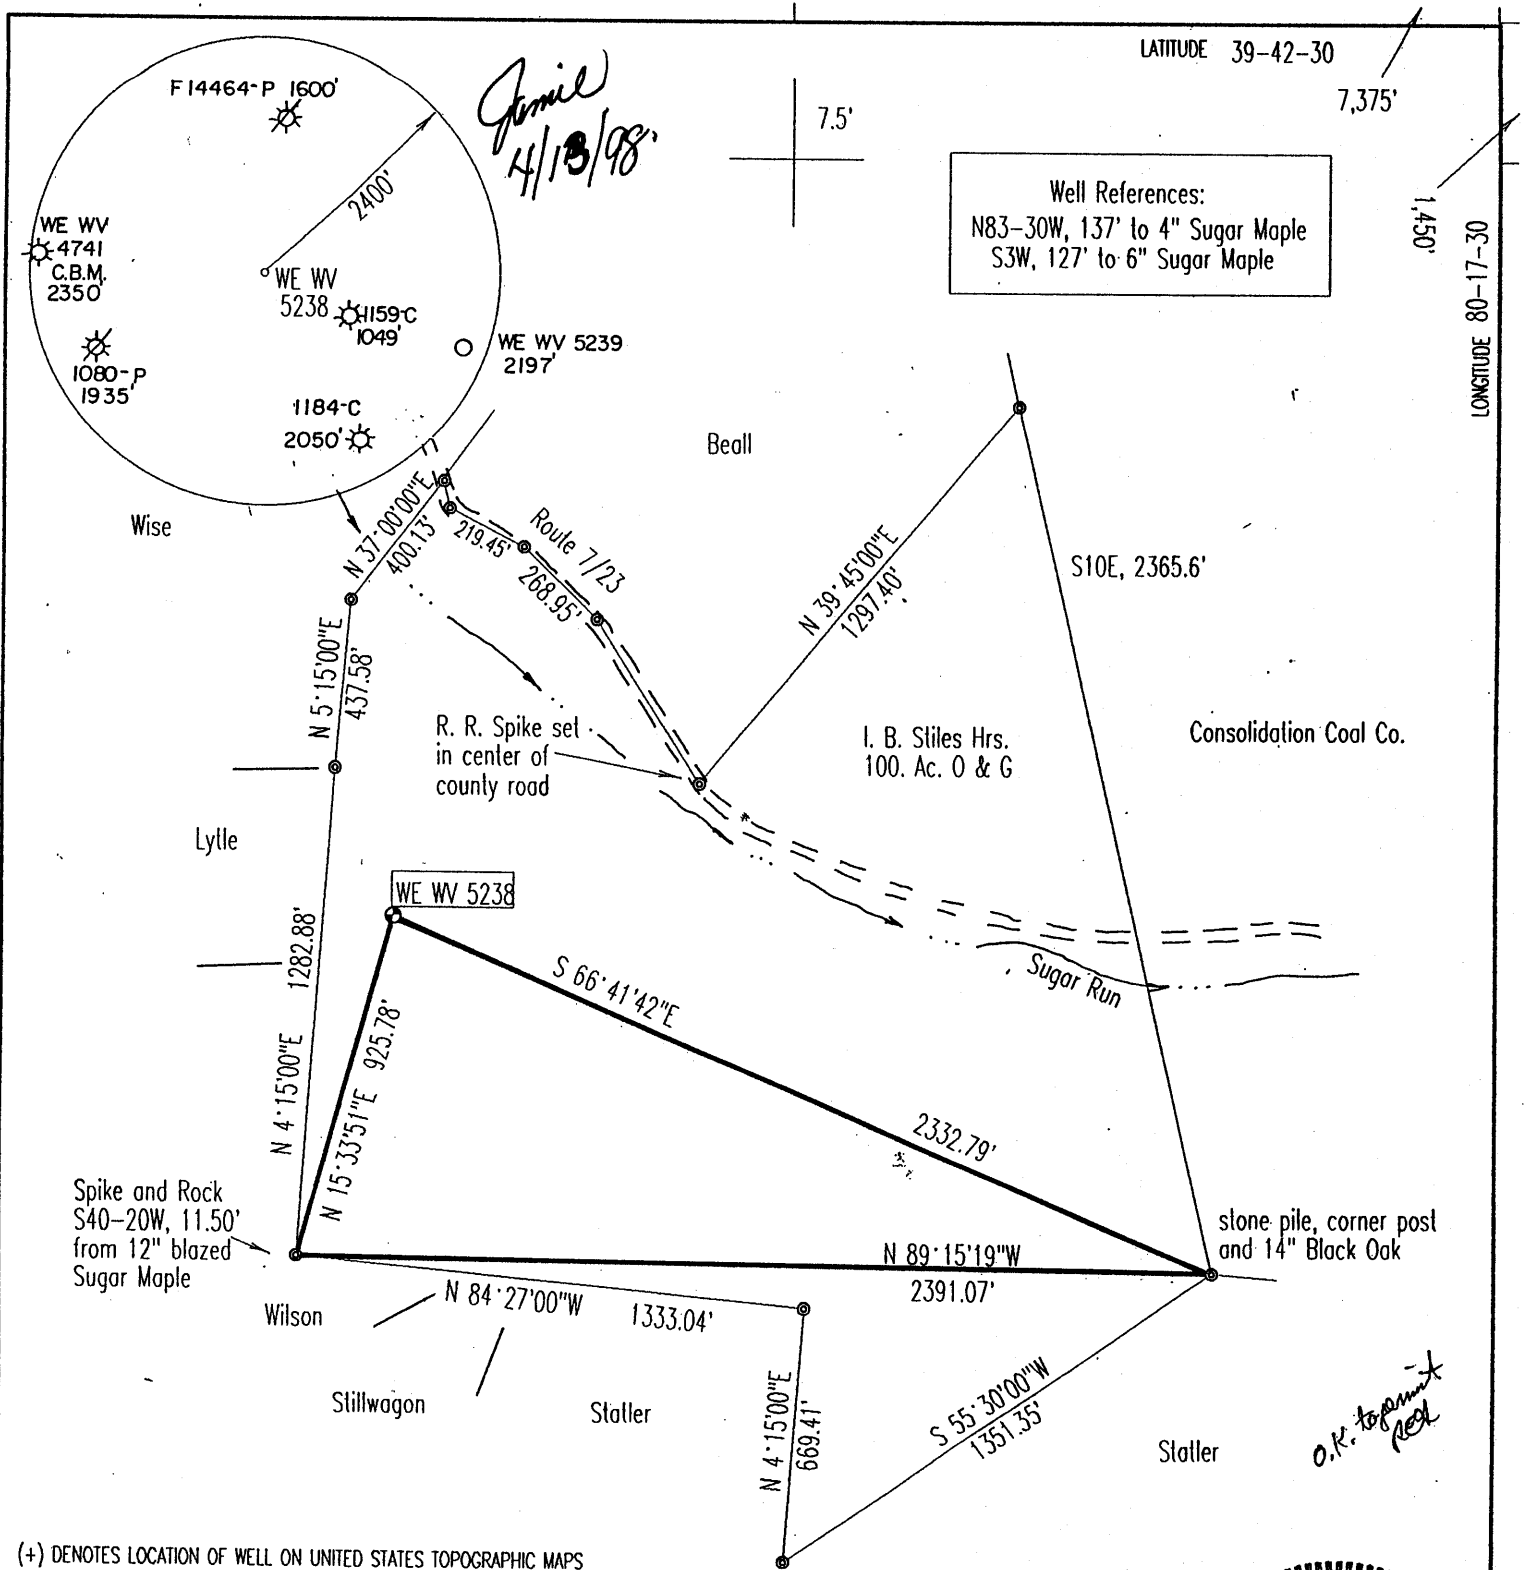 LATITUDE 39-42-30
7,375'
7.5'
1,450'
LONGITUDE 80-17-30
4/13/98
F14464-P 1600'
2400'
WE WV
4741
C.B.M.
2350'
WE WV
5238
1159-C
1049'
WE WV 5239
2197'
1080-P
1935'
1184-C
2050'
Well References:
N83-30W, 137' to 4" Sugar Maple
S3W, 127' to 6" Sugar Maple
Beall
Wise
N 37°00'00"E
400.13'
219.45'
Route 7/23
268.95'
N 39°45'00"E
1297.40'
S10E, 2365.6'
N 5°15'00"E
437.58'
R. R. Spike set
in center of
county road
I. B. Stiles Hrs.
100. Ac. O & G
Consolidation Coal Co.
Lytle
WE WV 5238
N 4°15'00"E 1282.88'
N 15°33'51"E 925.78'
S 66°41'42"E
2332.79'
Sugar Run
Spike and Rock
S40-20W, 11.50'
from 12" blazed
Sugar Maple
stone pile, corner post
and 14" Black Oak
N 89°15'19"W
2391.07'
N 84°27'00"W 1333.04'
Wilson
Stillwagon
Statler
N 4°15'00"E
669.41'
S 55°30'00"W
1351.35'
Statler
O.K. to permit
(+) DENOTES LOCATION OF WELL ON UNITED STATES TOPOGRAPHIC MAPS